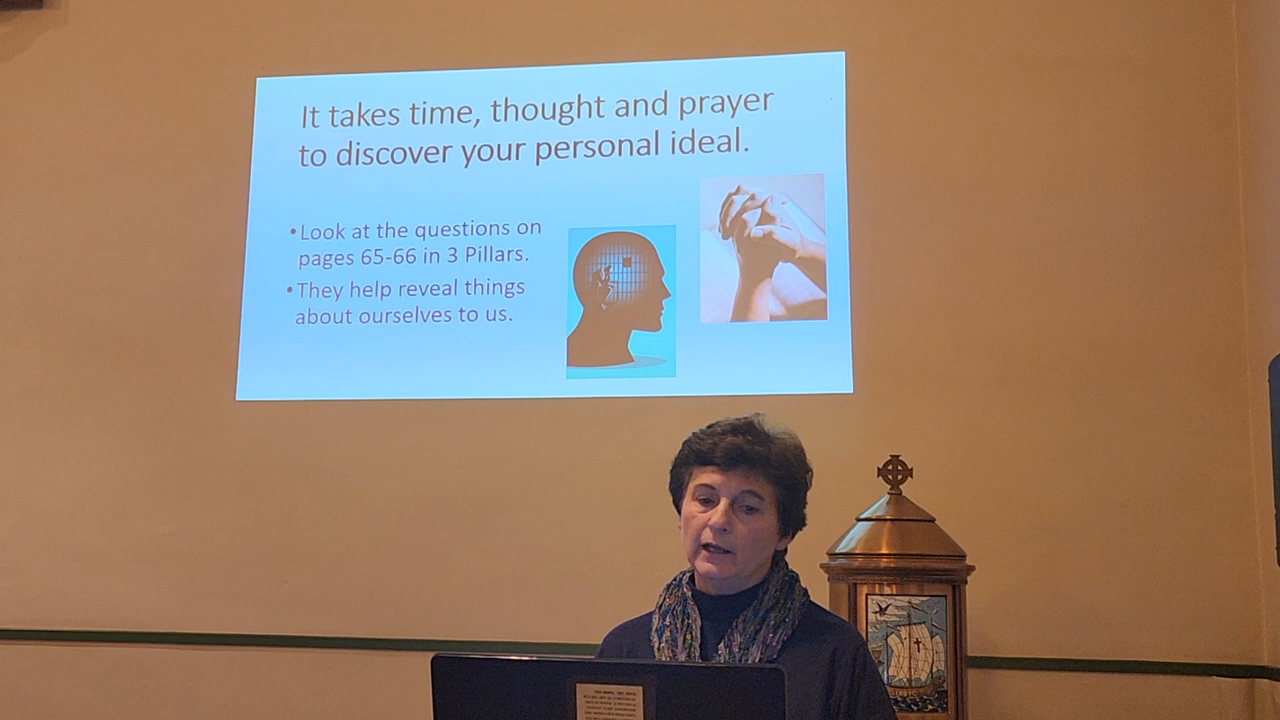 It takes time, thought and prayer
to discover your personal ideal.
•Look at the questions on
pages 65-66 in 3 Pillars.
•They help reveal things
about ourselves to us.